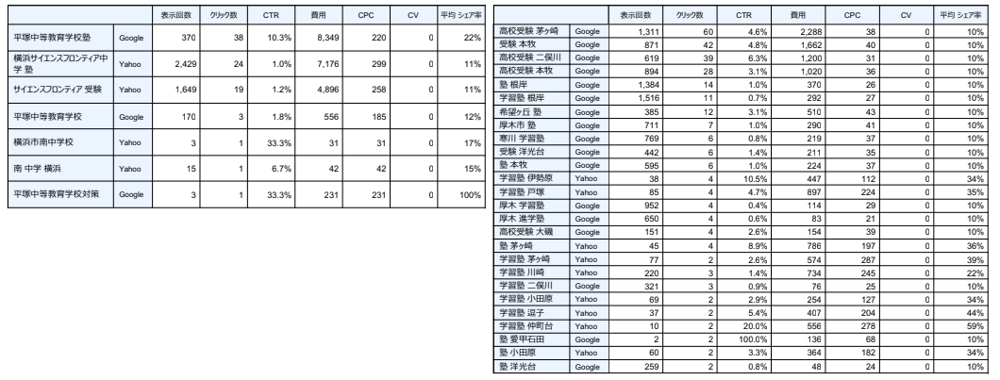 表示回数 クリック数 CTR 費用 CPC CV 平均 シェア率
平塚中等教育学校塾 Google 370 38 10.3% 8,349 220 0 22%
横浜サイエンスフロンティア中
学 塾 Yahoo 2,429 24 1.0% 7,176 299 0 11%
サイエンスフロンティア 受験 Yahoo 1,649 19 1.2% 4,896 258 0 11%
平塚中等教育学校 Google 170 3 1.8% 556 185 0 12%
横浜市南中学校 Yahoo 3 1 33.3% 31 31 0 17%
南 中学 横浜 Yahoo 15 1 6.7% 42 42 0 15%
平塚中等教育学校対策 Google 3 1 33.3% 231 231 0 100%
表示回数 クリック数 CTR 費用 CPC CV 平均 シェア率
高校受験 茅ヶ崎 Google 1,311 60 4.6% 2,288 38 0 10%
受験 本牧 Google 871 42 4.8% 1,662 40 0 10%
高校受験 二俣川 Google 619 39 6.3% 1,200 31 0 10%
高校受験 本牧 Google 894 28 3.1% 1,020 36 0 10%
塾 根岸 Google 1,384 14 1.0% 370 26 0 10%
学習塾 根岸 Google 1,516 11 0.7% 292 27 0 10%
希望ヶ丘 塾 Google 385 12 3.1% 510 43 0 10%
厚木市 塾 Google 711 7 1.0% 290 41 0 10%
寒川 学習塾 Google 769 6 0.8% 219 37 0 10%
受験 洋光台 Google 442 6 1.4% 211 35 0 10%
塾 本牧 Google 595 6 1.0% 224 37 0 10%
学習塾 伊勢原 Yahoo 38 4 10.5% 447 112 0 34%
学習塾 戸塚 Yahoo 85 4 4.7% 897 224 0 35%
厚木 学習塾 Google 952 4 0.4% 114 29 0 10%
厚木 進学塾 Google 650 4 0.6% 83 21 0 10%
高校受験 大磯 Google 151 4 2.6% 154 39 0 10%
塾 茅ヶ崎 Yahoo 45 4 8.9% 786 197 0 36%
学習塾 茅ヶ崎 Yahoo 77 2 2.6% 574 287 0 39%
学習塾 川崎 Yahoo 220 3 1.4% 734 245 0 22%
学習塾 二俣川 Google 321 3 0.9% 76 25 0 10%
学習塾 小田原 Yahoo 69 2 2.9% 254 127 0 34%
学習塾 逗子 Yahoo 37 2 5.4% 407 204 0 44%
学習塾 仲町台 Yahoo 10 2 20.0% 556 278 0 59%
塾 愛甲石田 Google 2 2 100.0% 136 68 0 10%
塾 小田原 Yahoo 60 2 3.3% 364 182 0 34%
塾 洋光台 Google 259 2 0.8% 48 24 0 10%